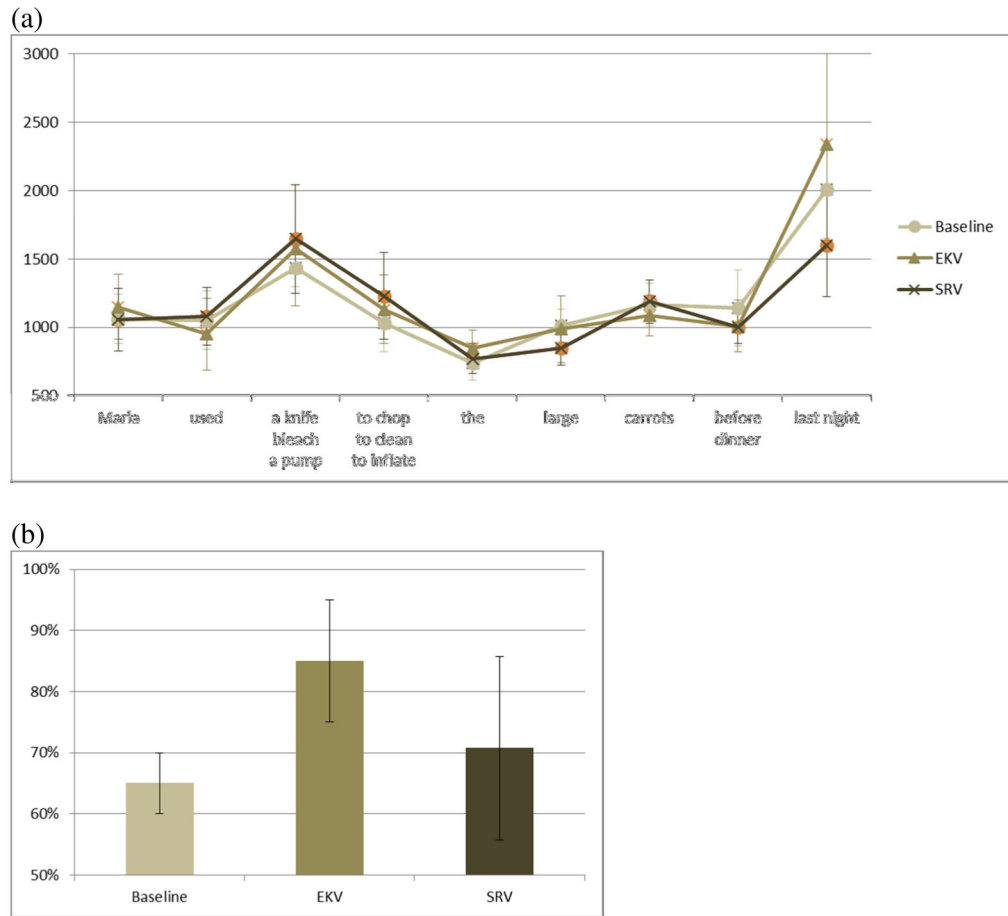 (a)
3000
2500
2000
1500
1000
500
Maria used a knife to chop the large carrots before last night
bleach to clean dinner
a pump to inflate
Baseline
EKV
SRV
(b)
100%
90%
80%
70%
60%
50%
Baseline EKV SRV